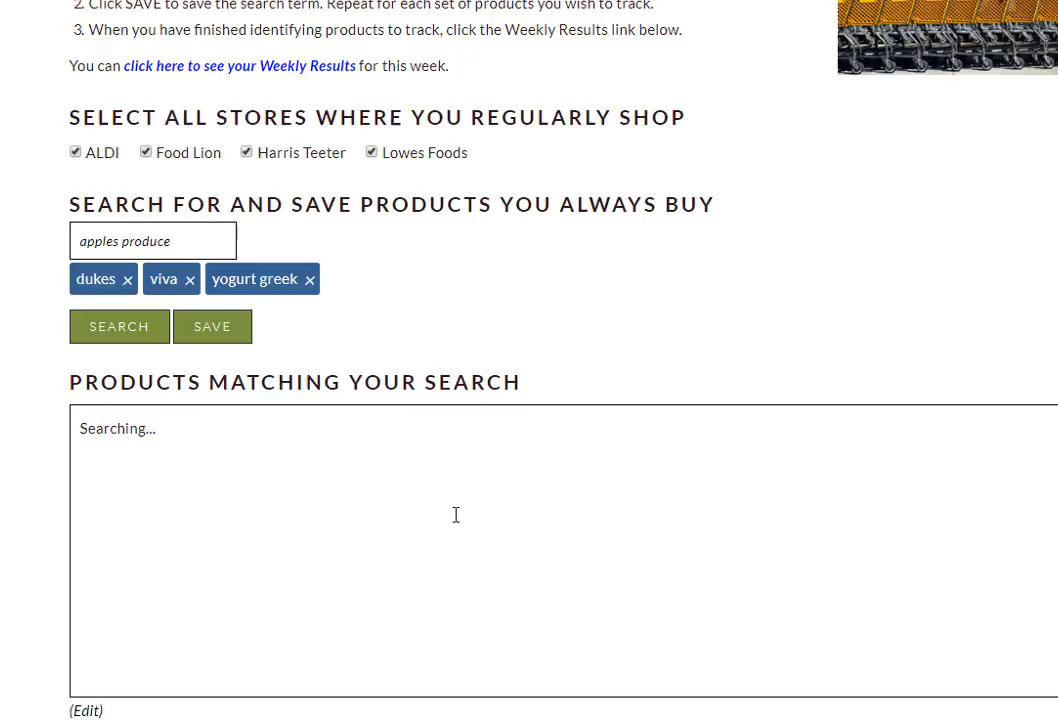 2. Click SAVE to save the search term. Repeat for each set of products you wish to track.
3. When you have finished identifying products to track, click the Weekly Results link below.
You can click here to see your Weekly Results for this week.
SELECT ALL STORES WHERE YOU REGULARLY SHOP
ALDI Food Lion Harris Teeter Lowes Foods
SEARCH FOR AND SAVE PRODUCTS YOU ALWAYS BUY
apples produce
dukes × viva × yogurt greek ×
SEARCH SAVE
PRODUCTS MATCHING YOUR SEARCH
Searching...
(Edit)